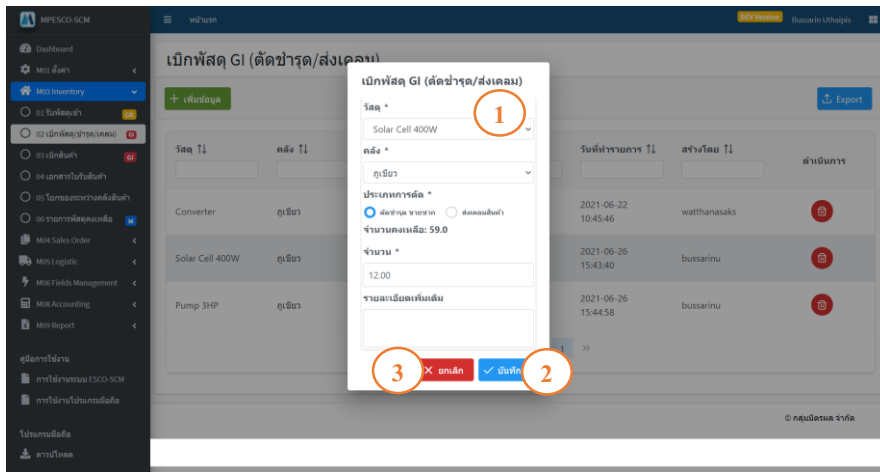 MPESCO-SCM
หน้าแรก
DEV Version
Bussarin Uthaipis
Dashboard
M01 ตั้งค่า
M03 Inventory
01 รับพัสดุเข้า GR
02 เบิกพัสดุ(ชำรุด/เคลม) GI
03 เบิกสินค้า GI
04 เอกสารใบรับสินค้า
05 โอนของระหว่างคลังสินค้า
06 รายการพัสดุคงเหลือ M
M04 Sales Order
M05 Logistic
M06 Fields Management
M08 Accounting
M09 Report
คู่มือการใช้งาน
การใช้งานระบบ ESCO-SCM
การใช้งานโปรแกรมมือถือ
โปรแกรมมือถือ
ดาวน์โหลด
เบิกพัสดุ GI (ตัดชำรุด/ส่งเคลม)
+ เพิ่มข้อมูล
Export
วัสดุ คลัง วันที่ทำรายการ สร้างโดย ดำเนินการ
Converter ภูเขียว 2021-06-22 10:45:46 watthanasaks
Solar Cell 400W ภูเขียว 2021-06-26 15:43:40 bussarinu
Pump 3HP ภูเขียว 2021-06-26 15:44:58 bussarinu
1 >>
เบิกพัสดุ GI (ตัดชำรุด/ส่งเคลม)
วัสดุ *
1
Solar Cell 400W
คลัง *
ภูเขียว
ประเภทการตัด *
ตัดชำรุด ขายซาก ส่งเคลมสินค้า
จำนวนคงเหลือ: 59.0
จำนวน *
12.00
รายละเอียดเพิ่มเติม
3 ยกเลิก บันทึก 2
© กลุ่มมิตรผล จำกัด